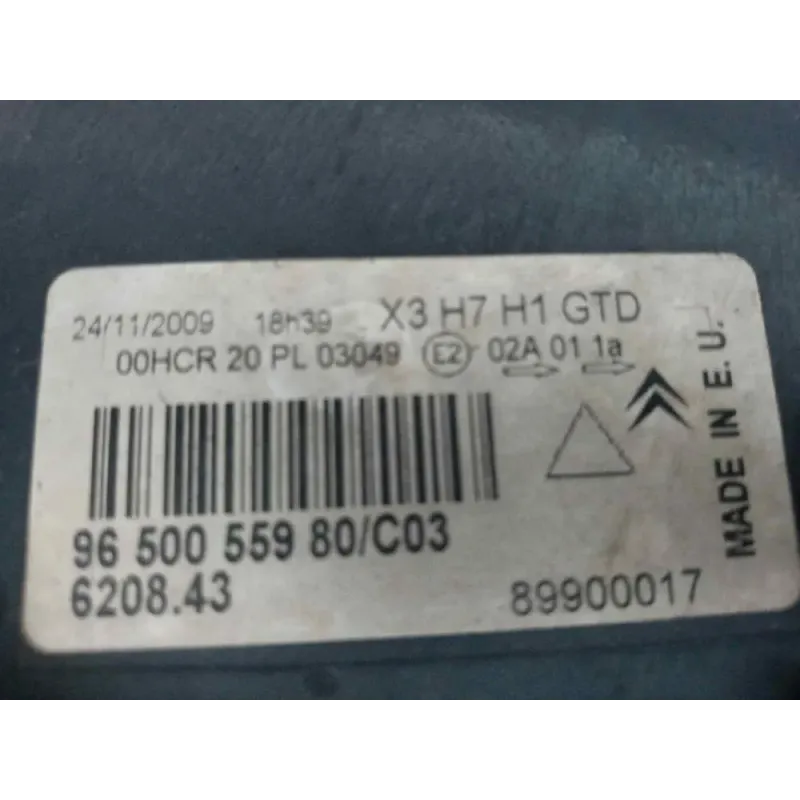 24/11/2009 18h39 X3 H7 H1 GTD
00HCR 20 PL 03049 E2 02A 01 1a
96 500 559 80/C03
6208.43
89900017
MADE IN E. U.